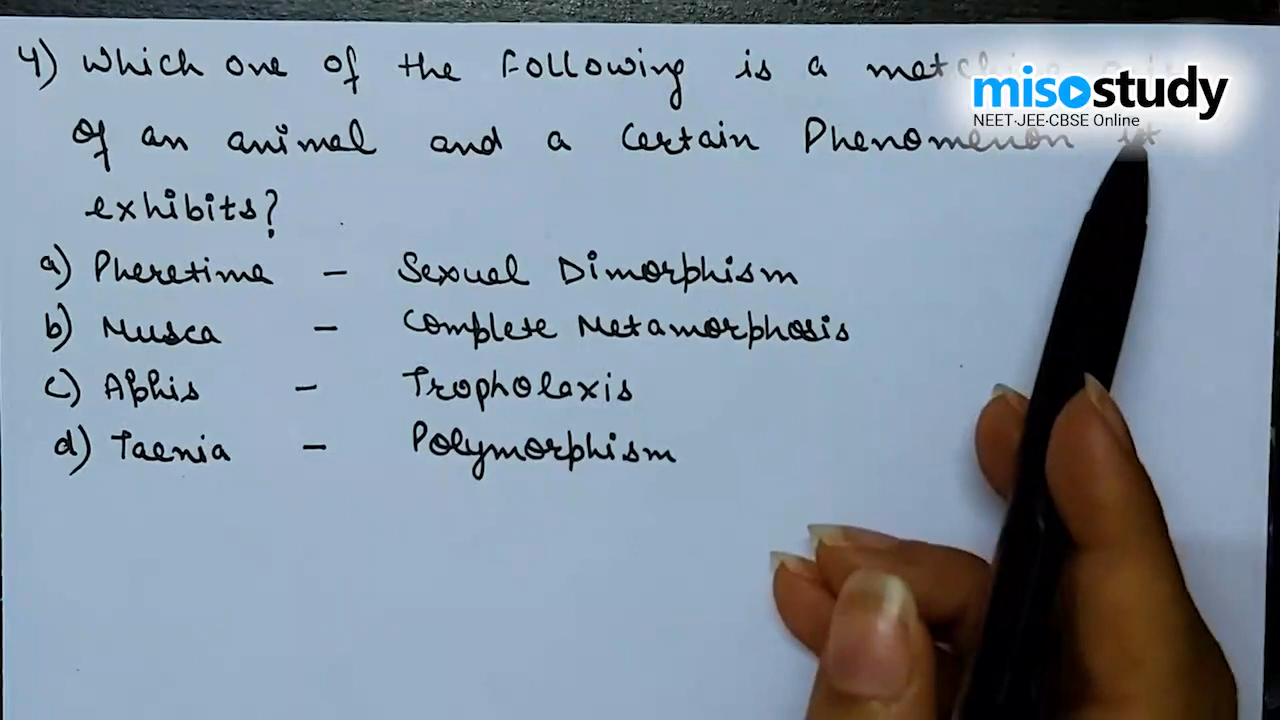 4) Which one of the following is a
of an animal and a certain Phenomenon it
exhibits?
a) Pheretima - Sexual Dimorphism
b) Musca - Complete Metamorphosis
c) Aphis - Tropholaxis
d) Taenia - Polymorphism
misostudy
NEET-JEE-CBSE Online